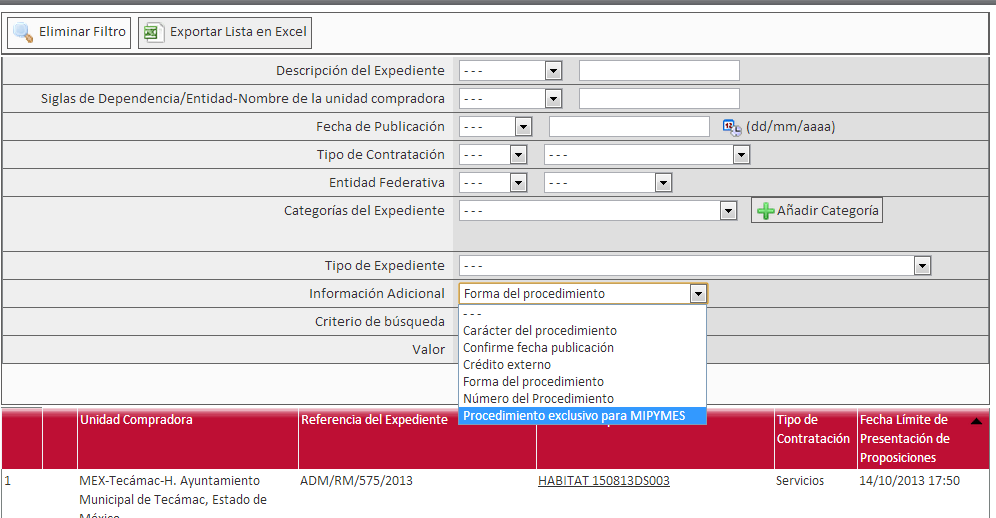 Eliminar Filtro
Exportar Lista en Excel
Descripción del Expediente
- - -
Siglas de Dependencia/Entidad-Nombre de la unidad compradora
- - -
Fecha de Publicación
- - -
(dd/mm/aaaa)
Tipo de Contratación
- - -
- - -
Entidad Federativa
- - -
- - -
Categorías del Expediente
- - -
Añadir Categoría
Tipo de Expediente
- - -
Información Adicional
Forma del procedimiento
Criterio de búsqueda
Valor
- - -
Carácter del procedimiento
Confirme fecha publicación
Crédito externo
Forma del procedimiento
Número del Procedimiento
Procedimiento exclusivo para MIPYMES
Unidad Compradora
Referencia del Expediente
Tipo de
Contratación
Fecha Límite de
Presentación de
Proposiciones
1
MEX-Tecámac-H. Ayuntamiento
Municipal de Tecámac, Estado de
México
ADM/RM/575/2013
HABITAT 150813DS003
Servicios
14/10/2013 17:50